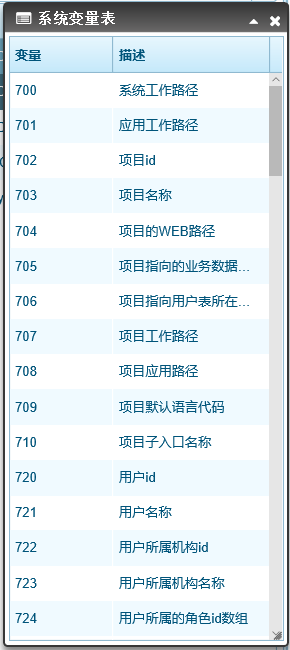 系统变量表
变量 描述
700 系统工作路径
701 应用工作路径
702 项目id
703 项目名称
704 项目的WEB路径
705 项目指向的业务数据...
706 项目指向用户表所在...
707 项目工作路径
708 项目应用路径
709 项目默认语言代码
710 项目子入口名称
720 用户id
721 用户名称
722 用户所属机构id
723 用户所属机构名称
724 用户所属的角色id数组